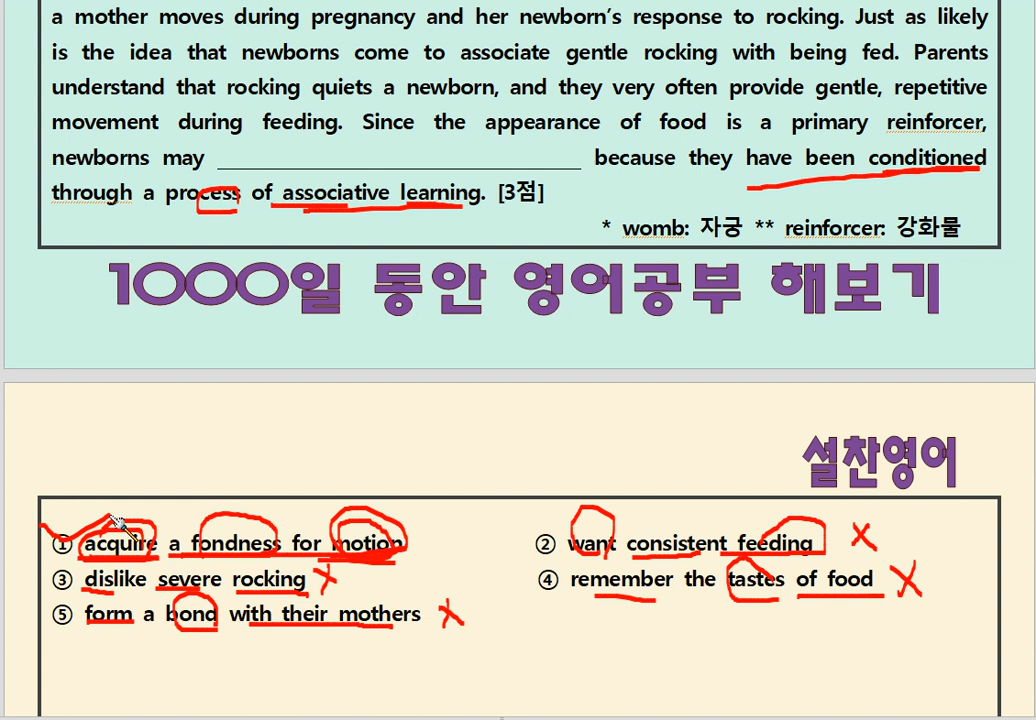 a mother moves during pregnancy and her newborn’s response to rocking. Just as likely
is the idea that newborns come to associate gentle rocking with being fed. Parents
understand that rocking quiets a newborn, and they very often provide gentle, repetitive
movement during feeding. Since the appearance of food is a primary reinforcer,
newborns may ______________________________ because they have been conditioned
through a process of associative learning. [3점]
* womb: 자궁 ** reinforcer: 강화물
1000일 동안 영어공부 해보기
설찬영어
① acquire a fondness for motion ② want consistent feeding
③ dislike severe rocking ④ remember the tastes of food
⑤ form a bond with their mothers